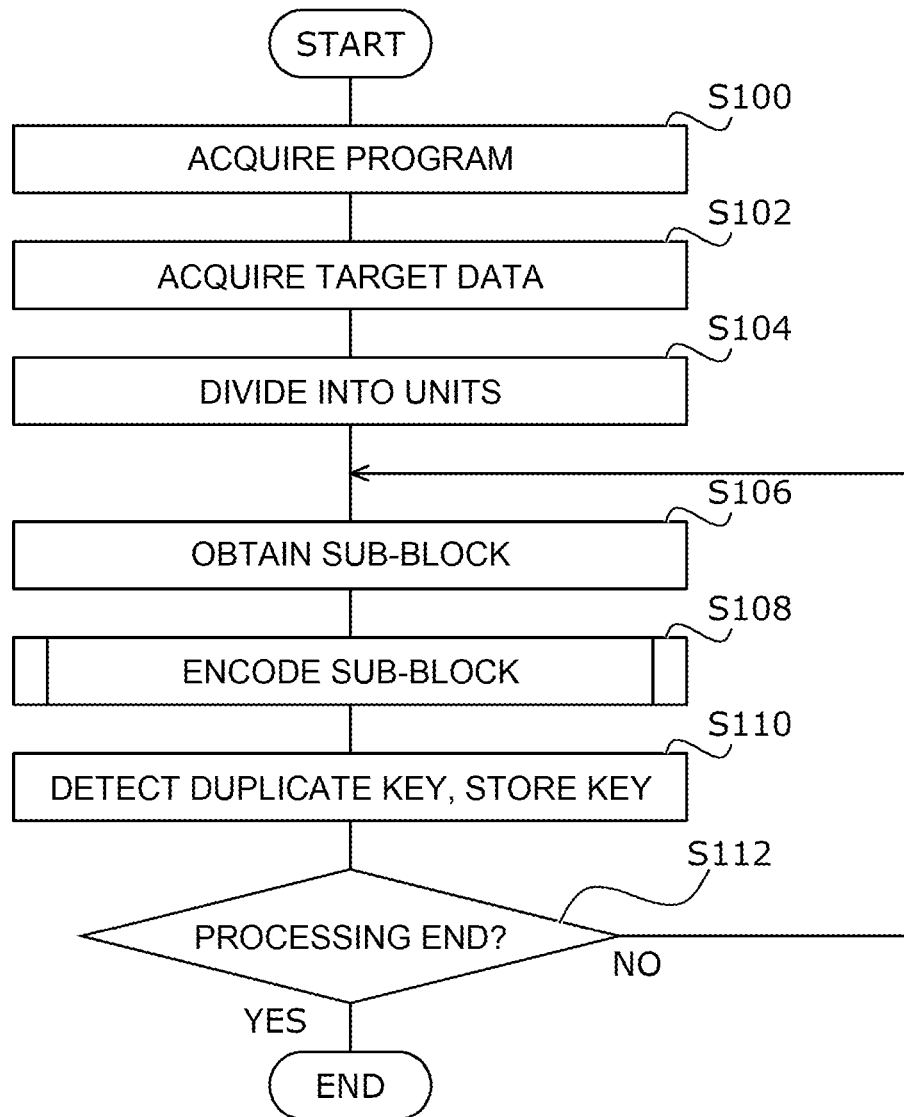 START
S100
ACQUIRE PROGRAM
S102
ACQUIRE TARGET DATA
S104
DIVIDE INTO UNITS
S106
OBTAIN SUB-BLOCK
S108
ENCODE SUB-BLOCK
S110
DETECT DUPLICATE KEY, STORE KEY
S112
PROCESSING END?
NO
YES
END